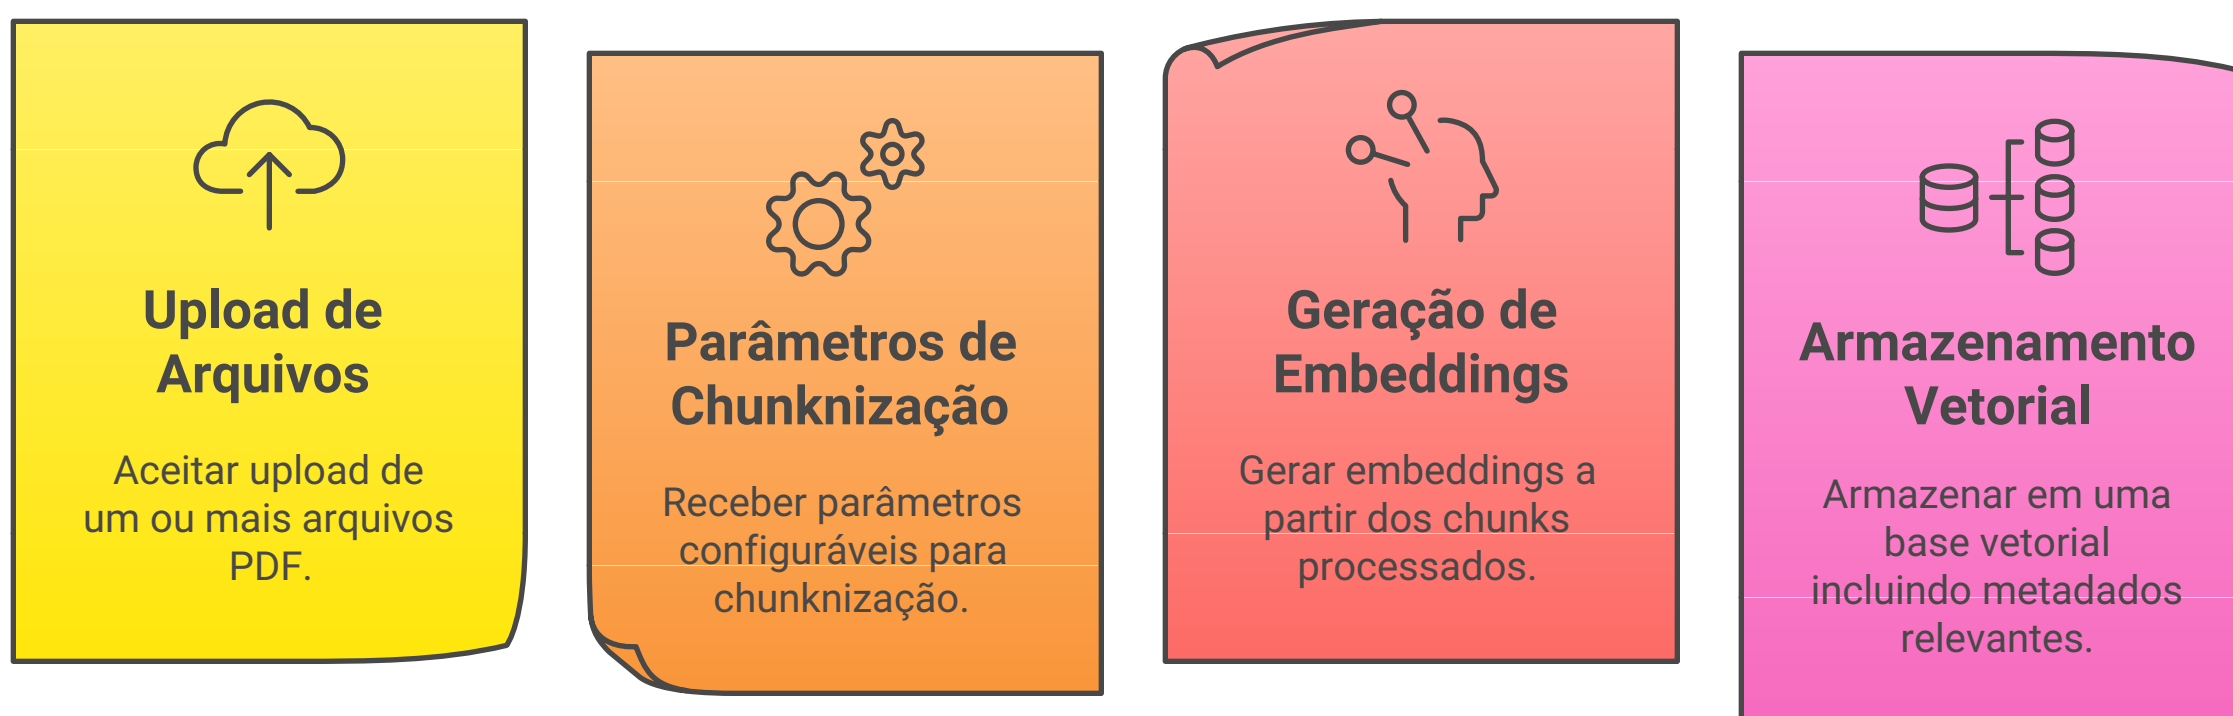 Upload de
Arquivos
Aceitar upload de
um ou mais arquivos
PDF.
Parâmetros de
Chunknização
Receber parâmetros
configuráveis para
chunknização.
Geração de
Embeddings
Gerar embeddings a
partir dos chunks
processados.
Armazenamento
Vetorial
Armazenar em uma
base vetorial
incluindo metadados
relevantes.